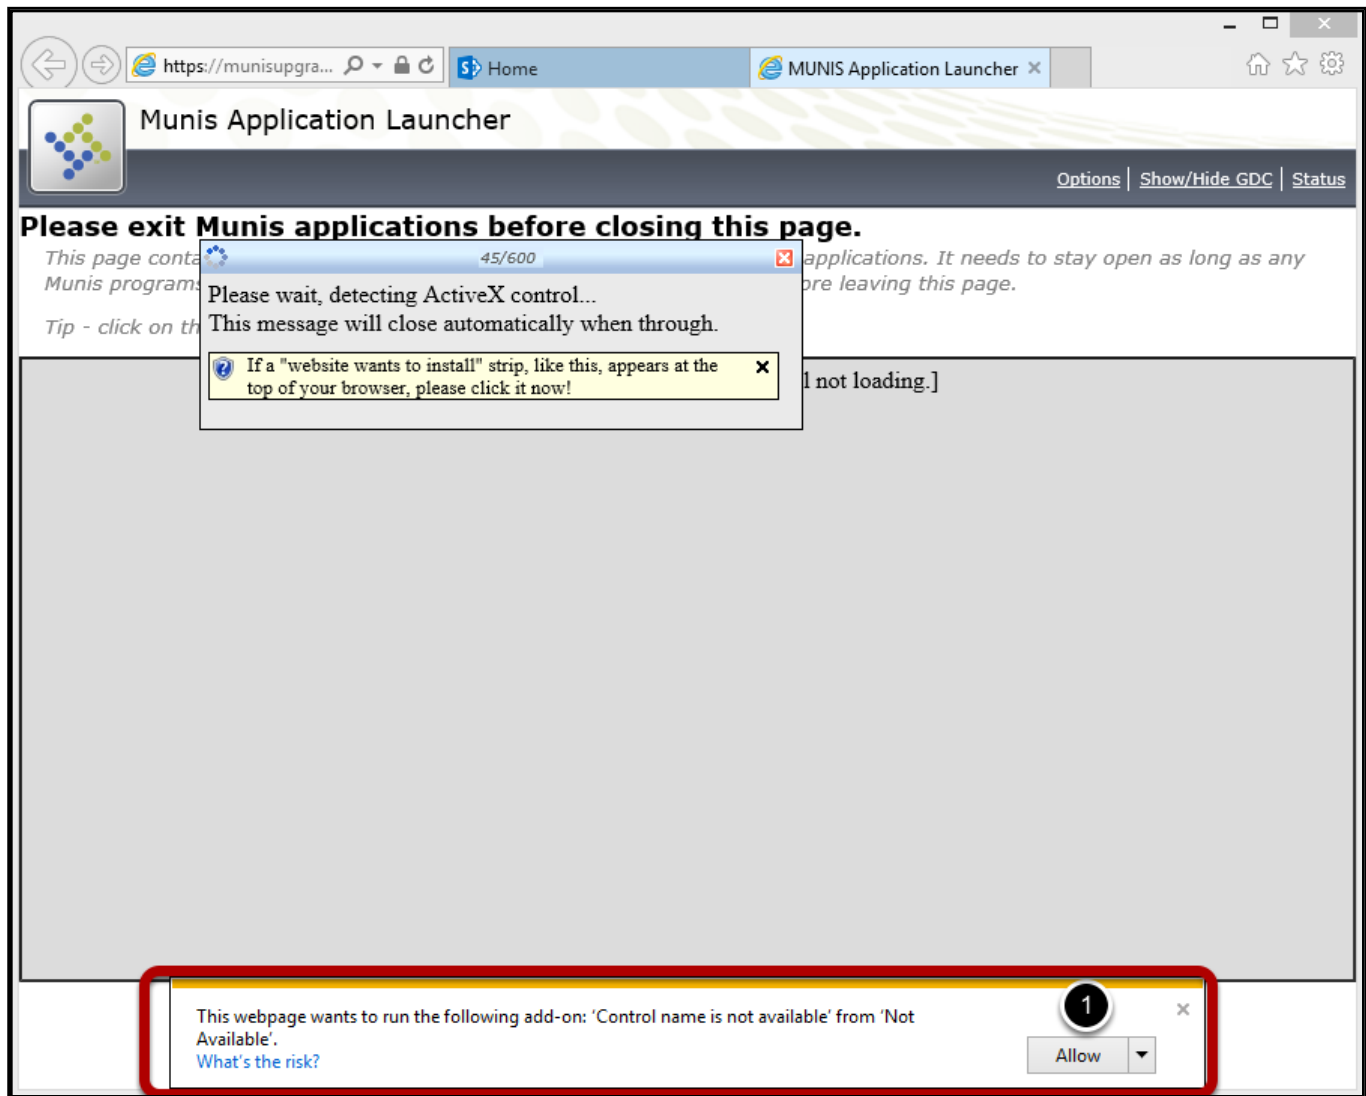 https://munisupgra...
Home
MUNIS Application Launcher
Munis Application Launcher
Options | Show/Hide GDC | Status
Please exit Munis applications before closing this page.
This page conta
applications. It needs to stay open as long as any
Munis programs
ore leaving this page.
Tip - click on th
45/600
Please wait, detecting ActiveX control...
This message will close automatically when through.
If a "website wants to install" strip, like this, appears at the
top of your browser, please click it now!
l not loading.]
This webpage wants to run the following add-on: 'Control name is not available' from 'Not
Available'.
What's the risk?
1
Allow